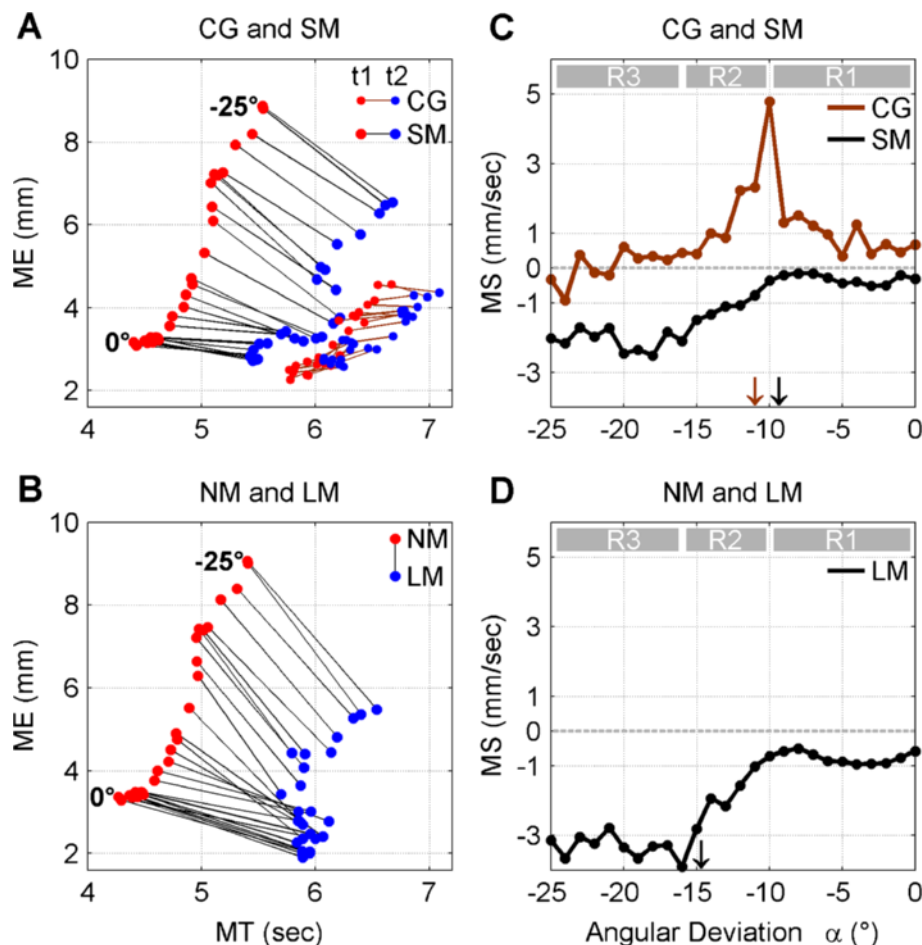 A
CG and SM
ME (mm)
10
8
6
4
2
4
5
6
7
-25°
0°
t1 t2
CG
SM
C
CG and SM
R3 R2 R1
MS (mm/sec)
5
3
1
0
-1
-3
-25 -20 -15 -10 -5 0
CG
SM
↓ ↓
B
NM and LM
ME (mm)
10
8
6
4
2
4 5 6 7
MT (sec)
-25°
0°
NM
LM
D
NM and LM
R3 R2 R1
MS (mm/sec)
5
3
1
0
-1
-3
-25 -20 -15 -10 -5 0
Angular Deviation α (°)
LM
↓